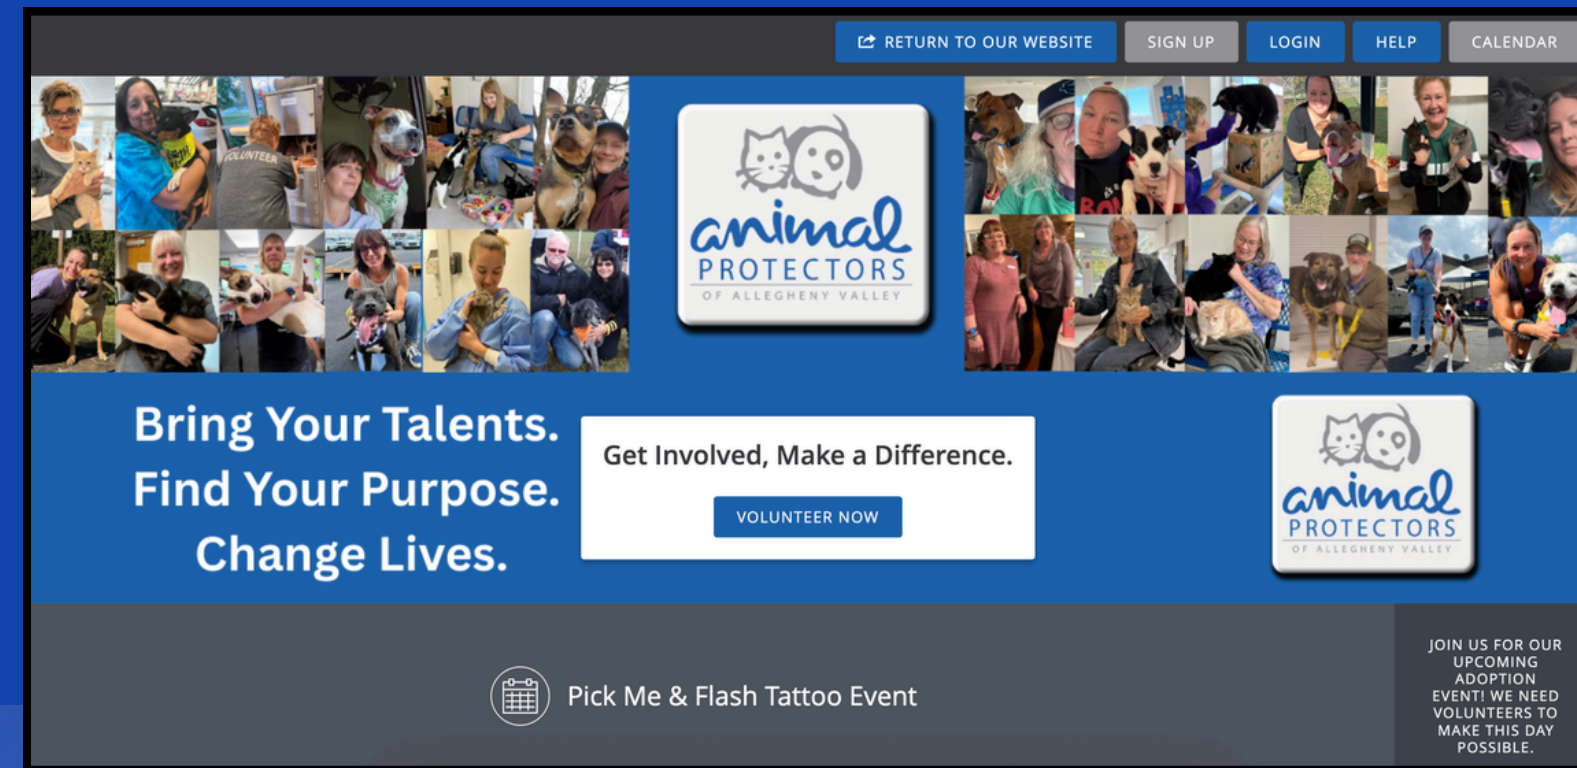 RETURN TO OUR WEBSITE
SIGN UP
LOGIN
HELP
CALENDAR
VOLUNTEER
animal
PROTECTORS
OF ALLEGHENY VALLEY
Bring Your Talents.
Find Your Purpose.
Change Lives.
Get Involved, Make a Difference.
VOLUNTEER NOW
animal
PROTECTORS
OF ALLEGHENY VALLEY
Pick Me & Flash Tattoo Event
JOIN US FOR OUR
UPCOMING
ADOPTION
EVENT! WE NEED
VOLUNTEERS TO
MAKE THIS DAY
POSSIBLE.